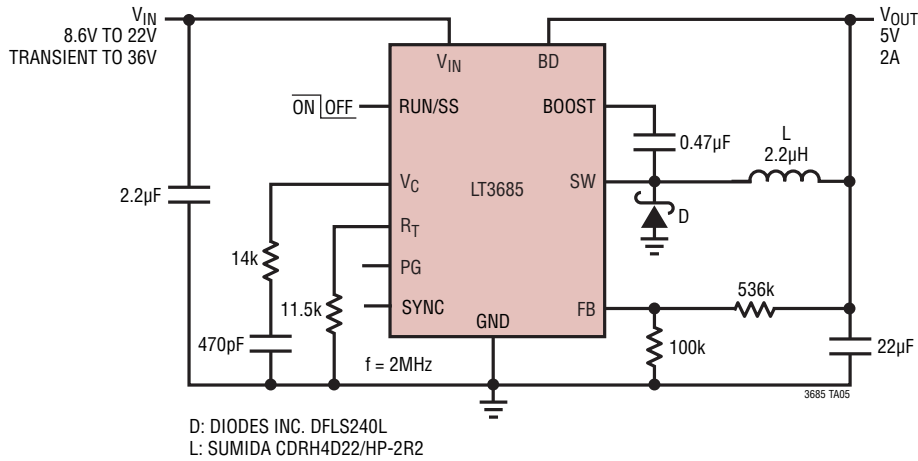 VIN
8.6V TO 22V
TRANSIENT TO 36V
VOUT
5V
2A
VIN
BD
ON OFF
RUN/SS
BOOST
0.47µF
L
2.2µH
2.2µF
VC
LT3685
SW
D
RT
14k
PG
11.5k
SYNC
FB
536k
GND
470pF
f = 2MHz
100k
22µF
3685 TA05
D: DIODES INC. DFLS240L
L: SUMIDA CDRH4D22/HP-2R2